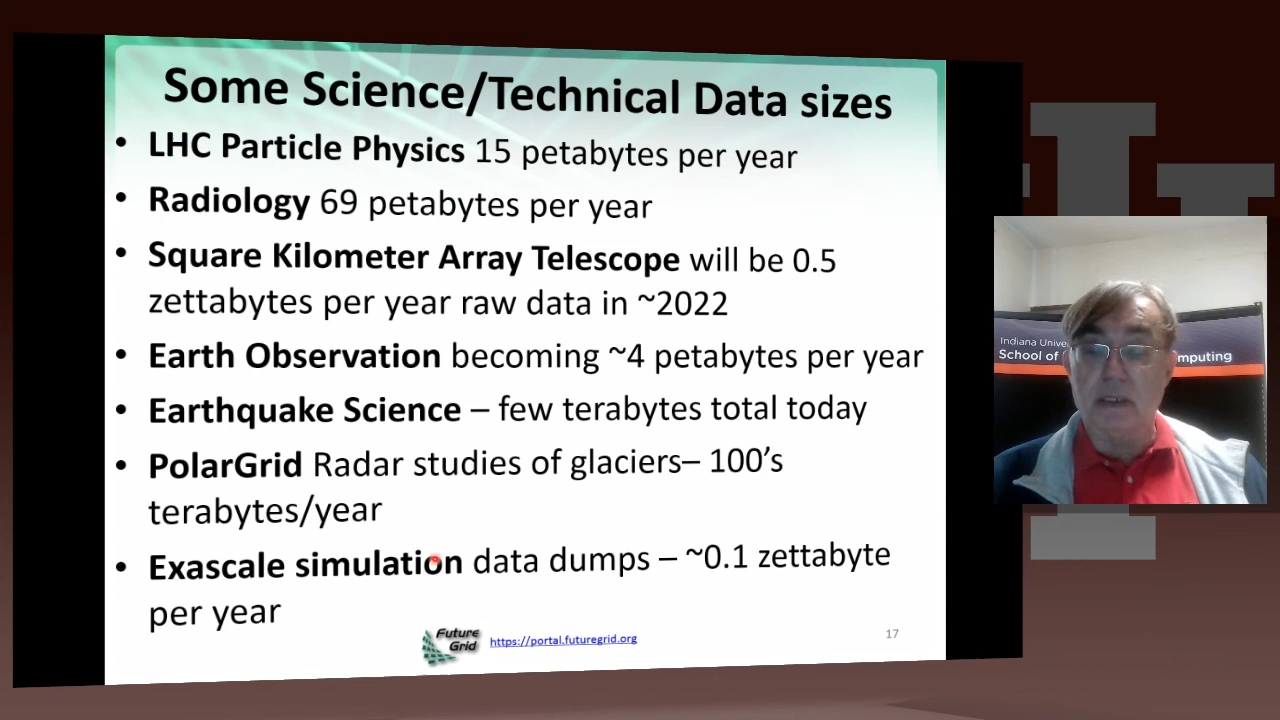 Some Science/Technical Data sizes
• LHC Particle Physics 15 petabytes per year
• Radiology 69 petabytes per year
• Square Kilometer Array Telescope will be 0.5
zettabytes per year raw data in ~2022
• Earth Observation becoming ~4 petabytes per year
• Earthquake Science – few terabytes total today
• PolarGrid Radar studies of glaciers– 100's
terabytes/year
• Exascale simulation data dumps – ~0.1 zettabyte
per year
Future
Grid
https://portal.futuregrid.org
17
Indiana Unive
School of
mputing